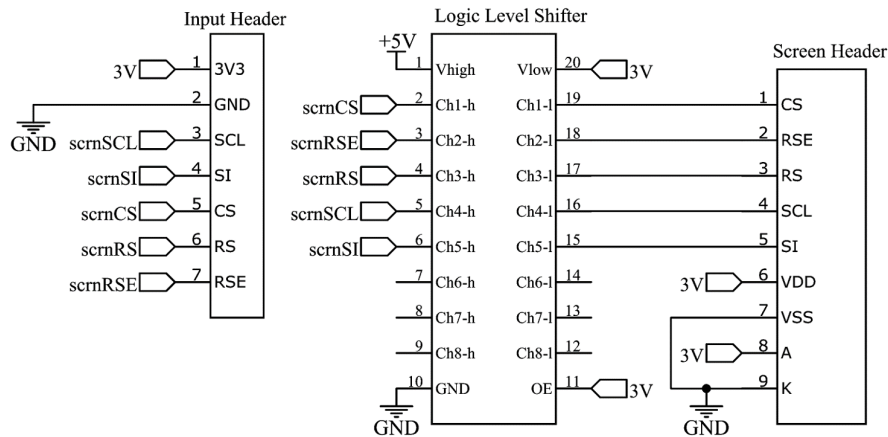 Input Header
3V 1 3V3
2 GND
GND
scrnSCL 3 SCL
scrnSI 4 SI
scrnCS 5 CS
scrnRS 6 RS
scrnRSE 7 RSE
Logic Level Shifter
+5V
1 Vhigh Vlow 20 3V
scrnCS 2 Ch1-h Ch1-l 19
scrnRSE 3 Ch2-h Ch2-l 18
scrnRS 4 Ch3-h Ch3-l 17
scrnSCL 5 Ch4-h Ch4-l 16
scrnSI 6 Ch5-h Ch5-l 15
7 Ch6-h Ch6-l 14
8 Ch7-h Ch7-l 13
9 Ch8-h Ch8-l 12
10 GND OE 11 3V
GND
Screen Header
1 CS
2 RSE
3 RS
4 SCL
5 SI
3V 6 VDD
7 VSS
3V 8 A
9 K
GND